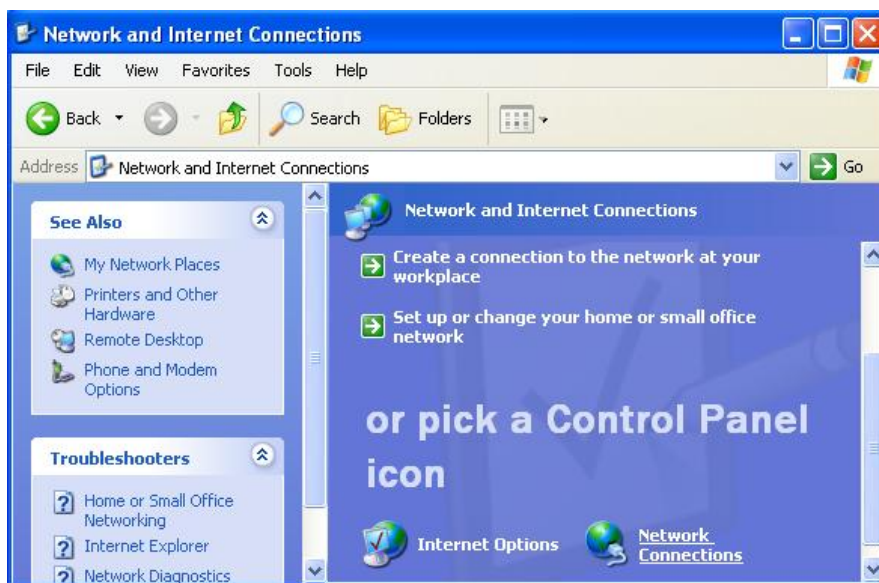 Network and Internet Connections
File Edit View Favorites Tools Help
Back Search Folders
Address Network and Internet Connections Go
See Also
My Network Places
Printers and Other
Hardware
Remote Desktop
Phone and Modem
Options
Troubleshooters
Home or Small Office
Networking
Internet Explorer
Network Diagnostics
Network and Internet Connections
Create a connection to the network at your
workplace
Set up or change your home or small office
network
or pick a Control Panel
icon
Internet Options
Network
Connections